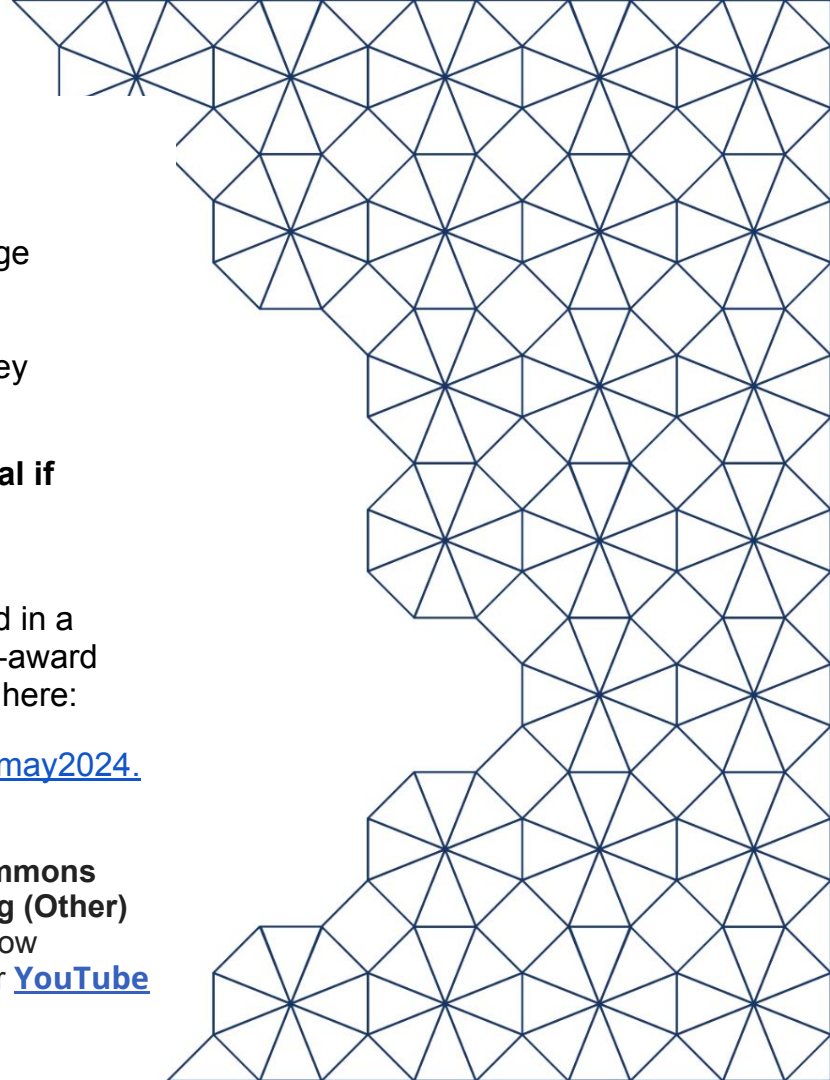 ge
ey
al if
d in a
-award
here:
may2024.
mmons
g (Other)
ow
r YouTube